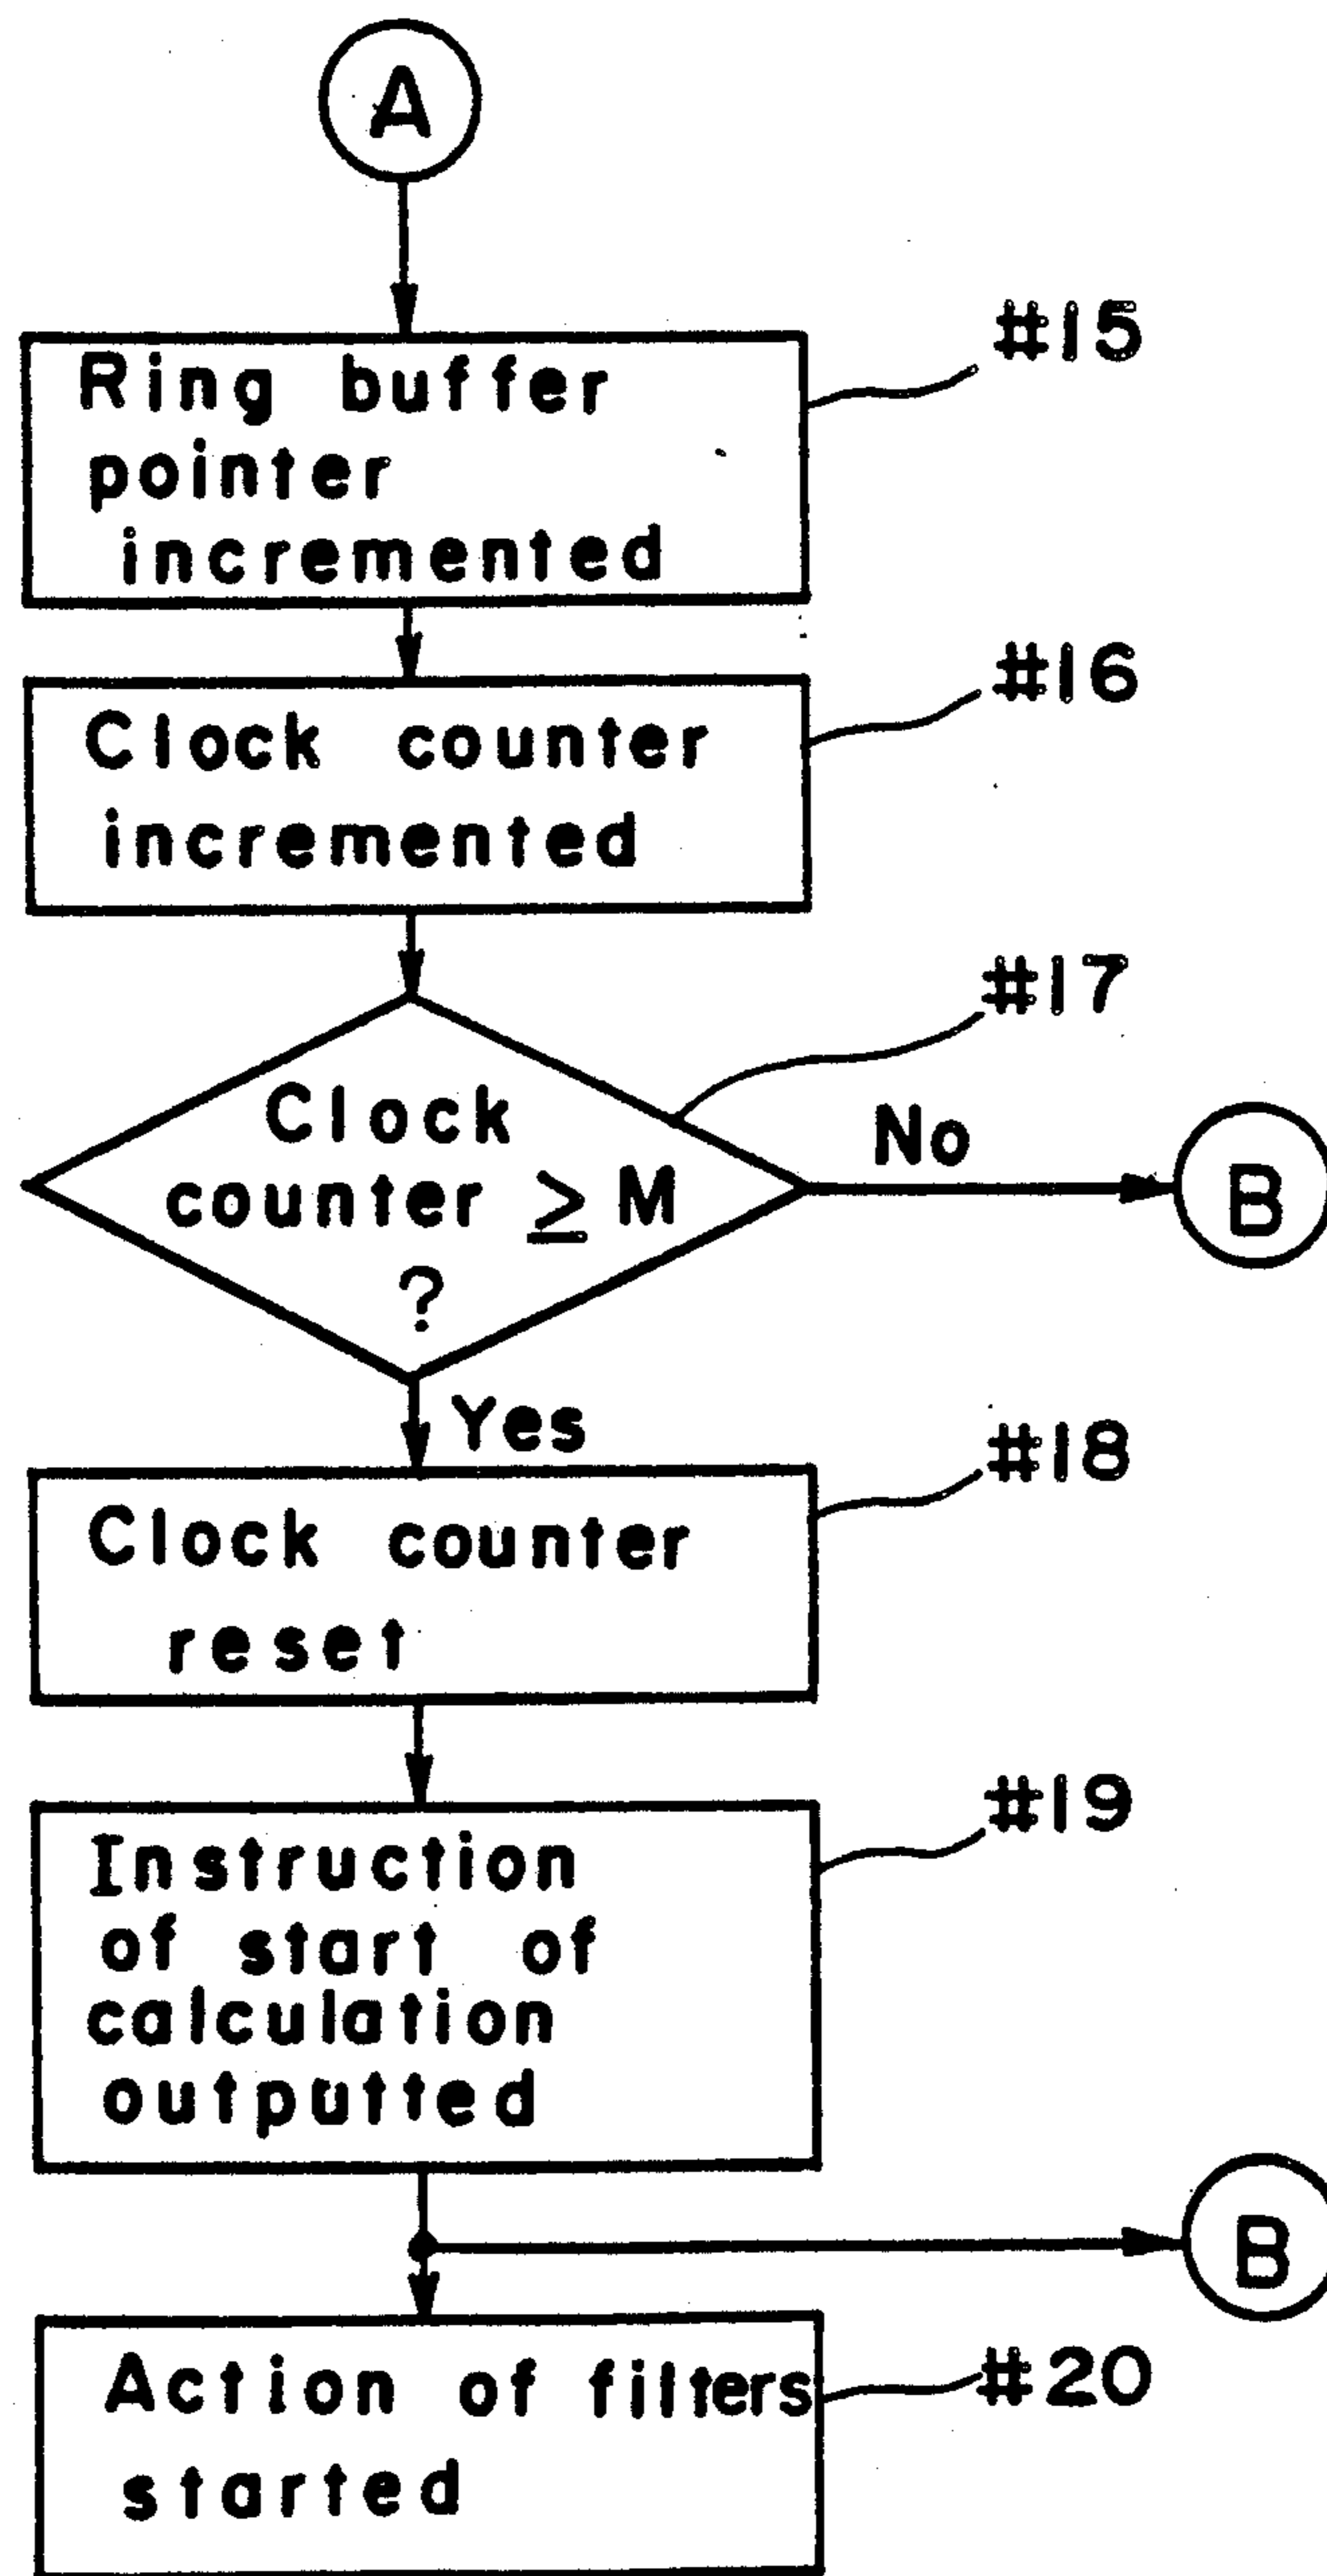 A
#15
Ring buffer
pointer
incremented
#16
Clock counter
incremented
#17
Clock
counter ≥ M
?
No
B
Yes
#18
Clock counter
reset
#19
Instruction
of start of
calculation
outputted
B
#20
Action of filters
started